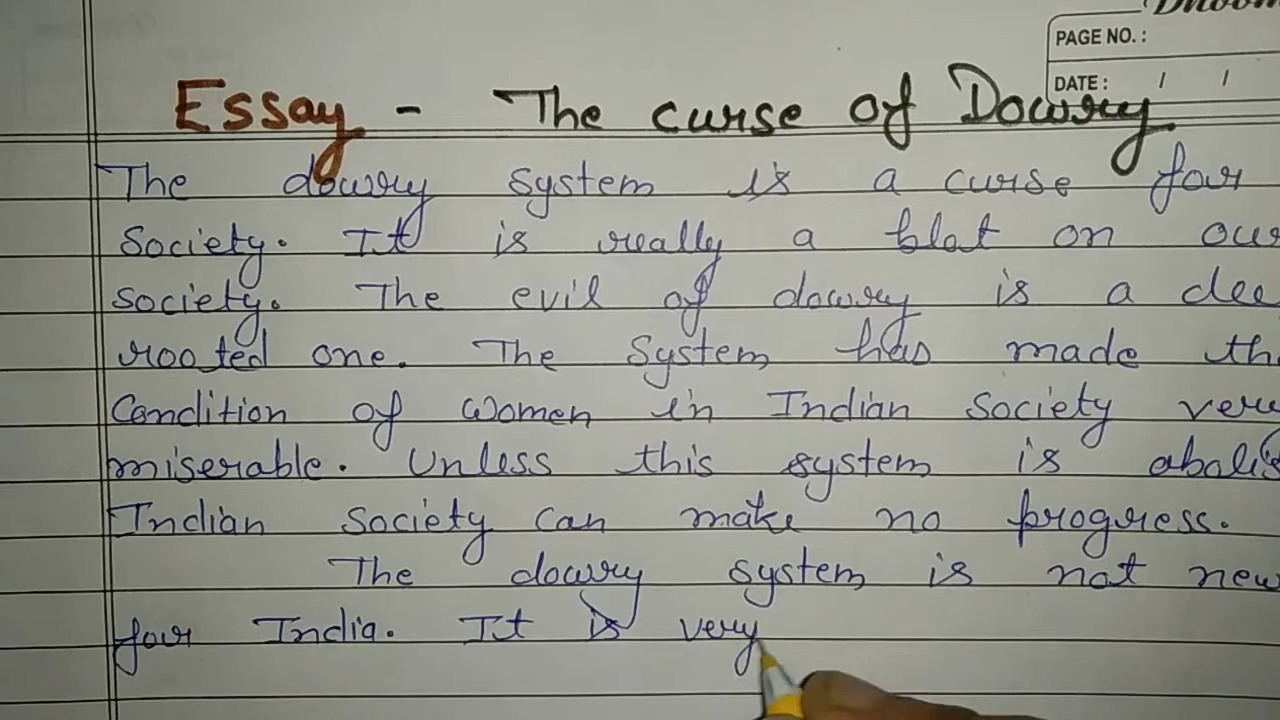 PAGE NO. :
DATE : / /
Essay - The curse of Dowry
The dowry system is a curse for
Society. It is really a blot on our
society. The evil of dowry is a dee
rooted one. The System has made th
Condition of women in Indian Society very
miserable. Unless this system is abolis
Indian Society can make no progress.
The dowry system is not new
for India. It is very